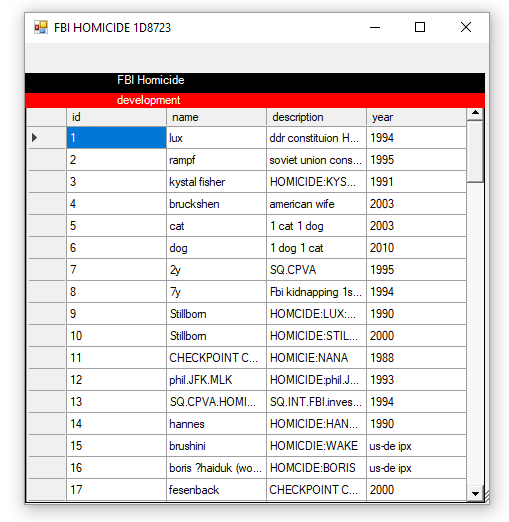 FBI HOMICIDE 1D8723
FBI Homicide
development
id name description year
1 lux ddr constituion H... 1994
2 rampf soviet union cons... 1995
3 kystal fisher HOMICIDE:KYS... 1991
4 bruckshen american wife 2003
5 cat 1 cat 1 dog 2003
6 dog 1 dog 1 cat 2010
7 2y SQ.CPVA 1995
8 7y Fbi kidnapping 1s... 1994
9 Stillborn HOMCIDE:LUX:... 1990
10 Stillborn HOMCIDE:STIL... 2000
11 CHECKPOINT C... HOMICIE:NANA 1988
12 phil.JFK.MLK HOMICIDE:phil.J... 1993
13 SQ.CPVA.HOMI... SQ.INT.FBI.inves... 1994
14 hannes HOMICIDE:HAN... 1990
15 brushini HOMICDIE:WAKE us-de ipx
16 boris ?haiduk (wo... HOMCIDE:BORIS us-de ipx
17 fesenback CHECKPOINT C... 2000